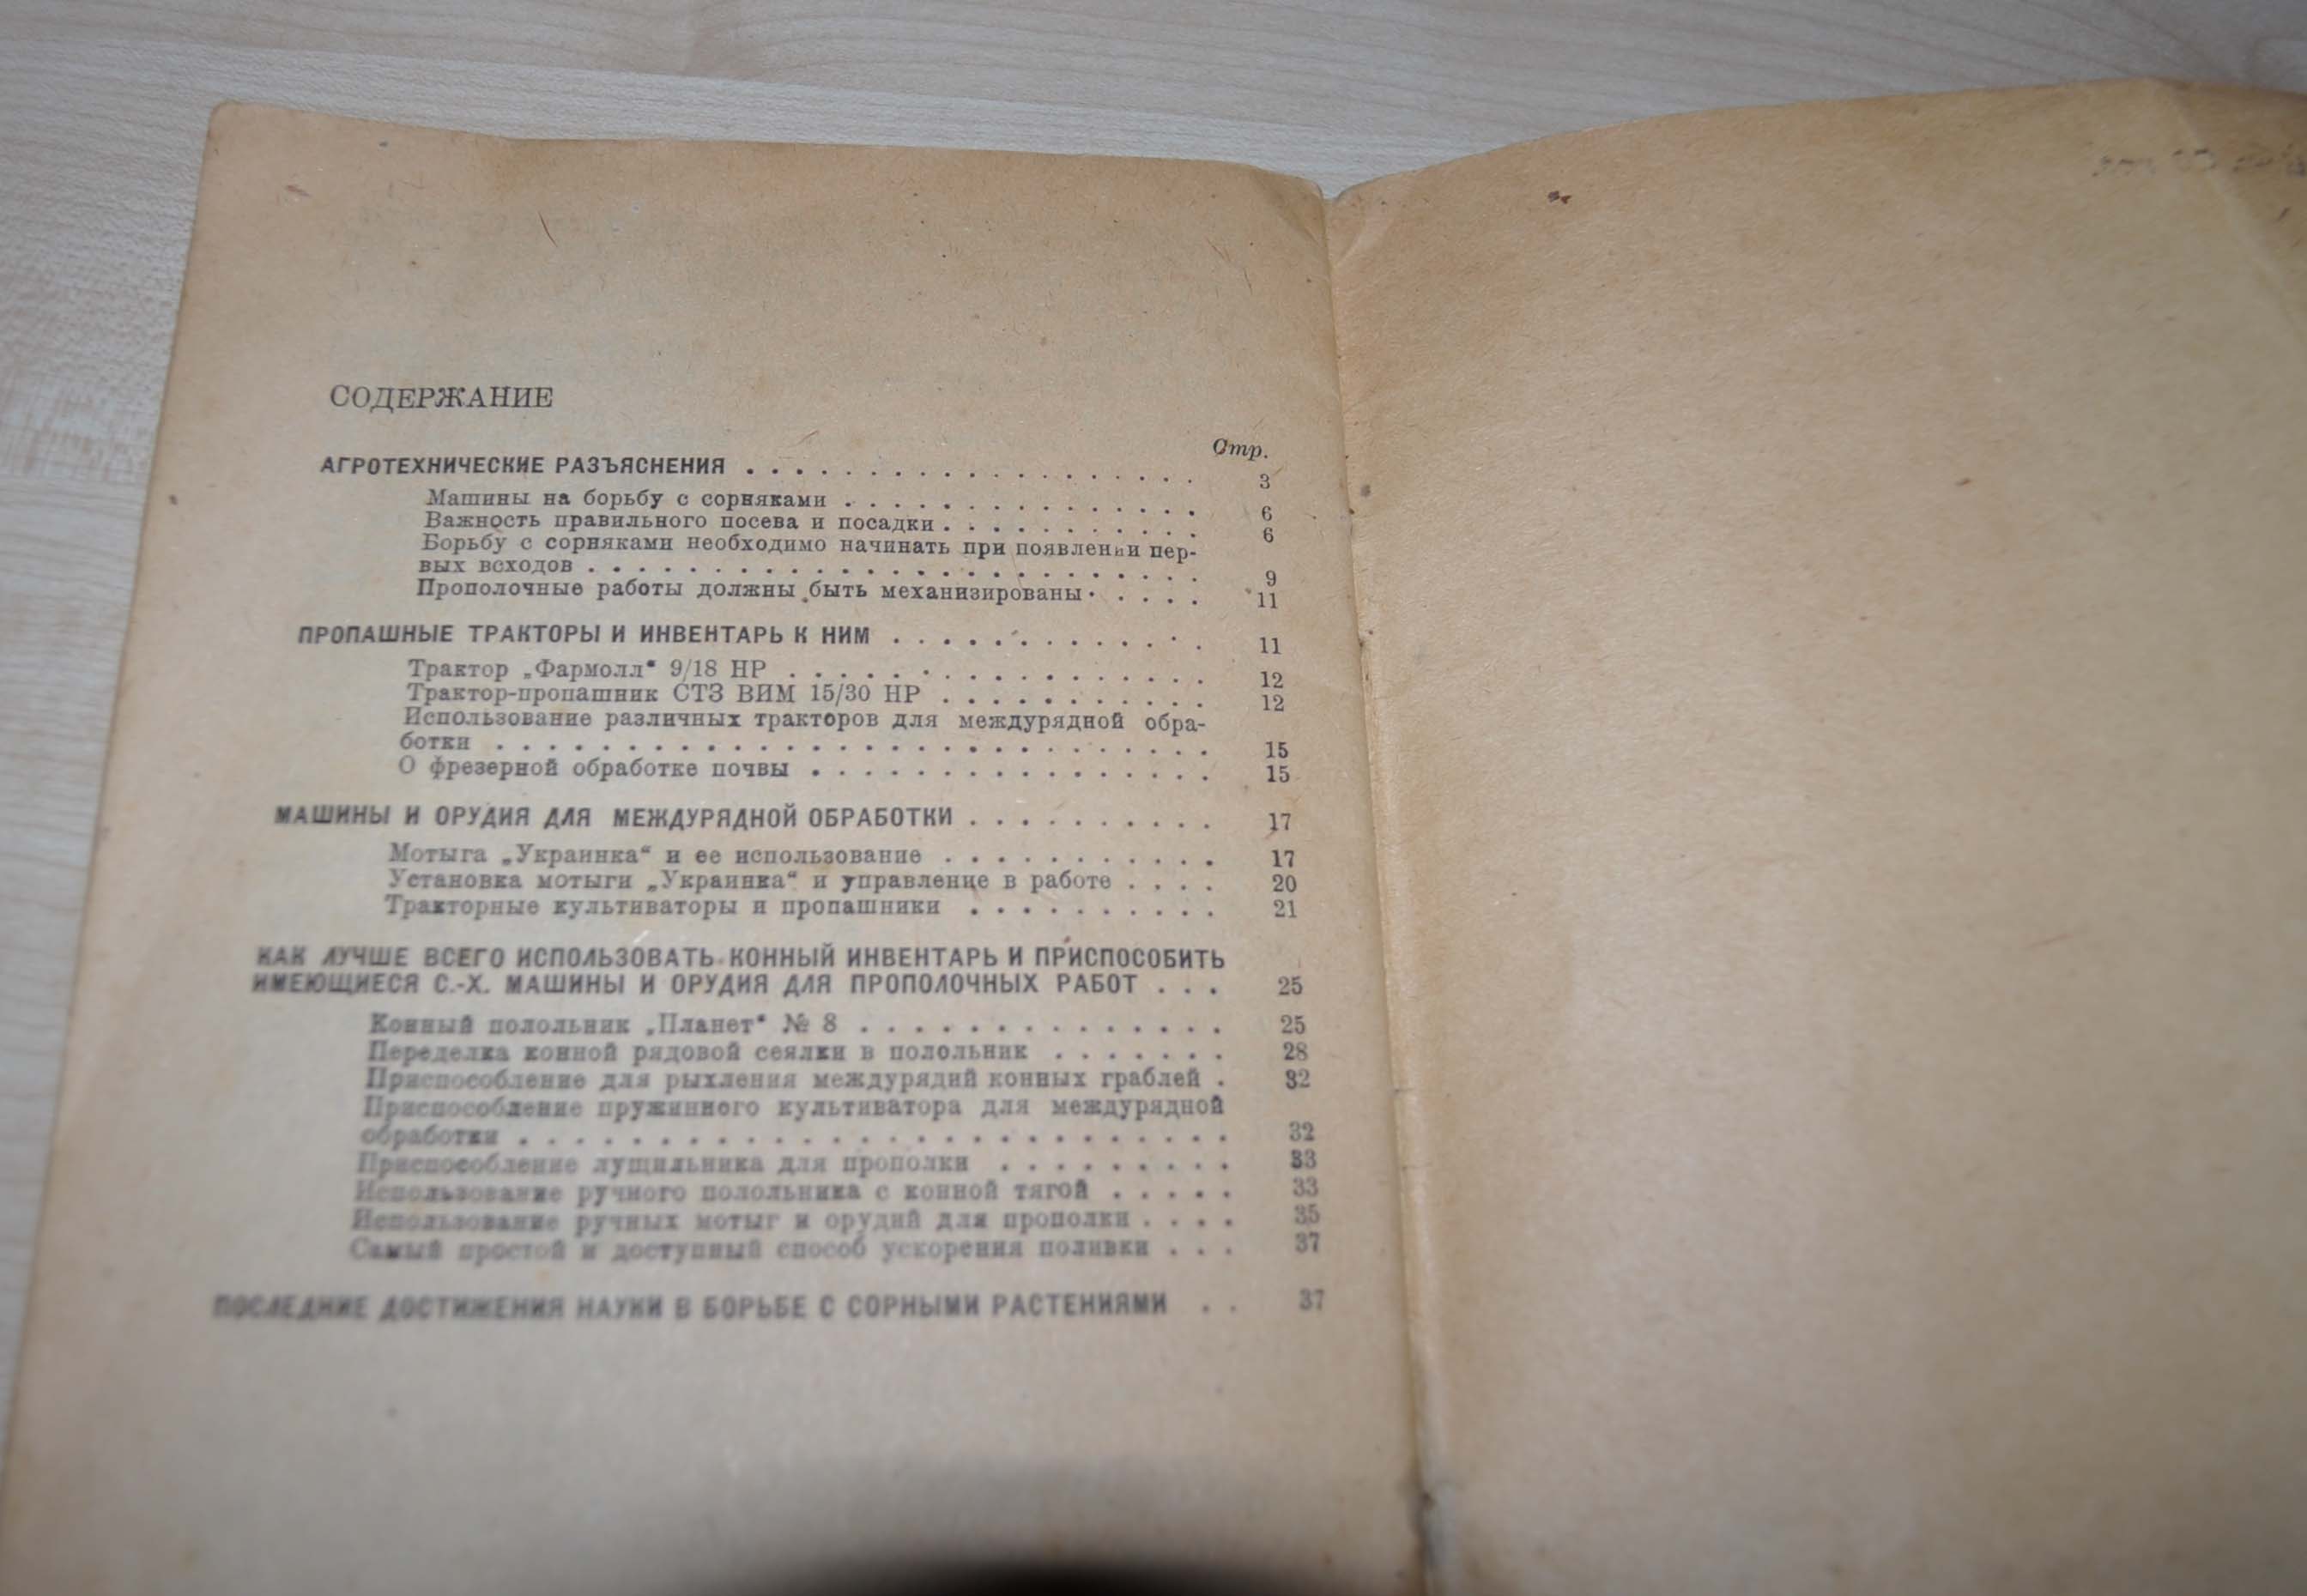 СОДЕРЖАНИЕ
Стр.
АГРОТЕХНИЧЕСКИЕ РАЗЪЯСНЕНИЯ . . . . . . . . . . . . . . . . . . 3
Машины на борьбу с сорняками . . . . . . . . . . . . . . . 6
Важность правильного посева и посадки . . . . . . . . . . . 6
Борьбу с сорняками необходимо начинать при появлении пер-
вых всходов . . . . . . . . . . . . . . . . . . . . . . . . . 9
Прополочные работы должны быть механизированы . . . . . 11
ПРОПАШНЫЕ ТРАКТОРЫ И ИНВЕНТАРЬ К НИМ . . . . . . . . . . . . . 11
Трактор „Фармолл“ 9/18 НР . . . . . . . . . . . . . . . . . 12
Трактор-пропашник СТЗ ВИМ 15/30 НР . . . . . . . . . . . 12
Использование различных тракторов для междурядной обра-
ботки . . . . . . . . . . . . . . . . . . . . . . . . . . . . 15
О фрезерной обработке почвы . . . . . . . . . . . . . . . . 15
МАШИНЫ И ОРУДИЯ ДЛЯ МЕЖДУРЯДНОЙ ОБРАБОТКИ . . . . . . . . . . 17
Мотыга „Украинка“ и ее использование . . . . . . . . . . . 17
Установка мотыги „Украинка“ и управление в работе . . . . 20
Тракторные культиваторы и пропашники . . . . . . . . . . 21
КАК ЛУЧШЕ ВСЕГО ИСПОЛЬЗОВАТЬ КОННЫЙ ИНВЕНТАРЬ И ПРИСПОСОБИТЬ
ИМЕЮЩИЕСЯ С.-Х. МАШИНЫ И ОРУДИЯ ДЛЯ ПРОПОЛОЧНЫХ РАБОТ . . . 25
Конный полольник „Планет“ № 8 . . . . . . . . . . . . . . 25
Переделка конной рядовой сеялки в полольник . . . . . . . 28
Приспособление для рыхления междурядий конных граблей . 32
Приспособление пружинного культиватора для междурядной
обработки . . . . . . . . . . . . . . . . . . . . . . . . . . 32
Приспособление лущильника для прополки . . . . . . . . . 33
Использование ручного полольника с конной тягой . . . . . 33
Использование ручных мотыг и орудий для прополки . . . . 35
Самый простой и доступный способ ускорения поливки . . . 37
ПОСЛЕДНИЕ ДОСТИЖЕНИЯ НАУКИ В БОРЬБЕ С СОРНЫМИ РАСТЕНИЯМИ . . 37